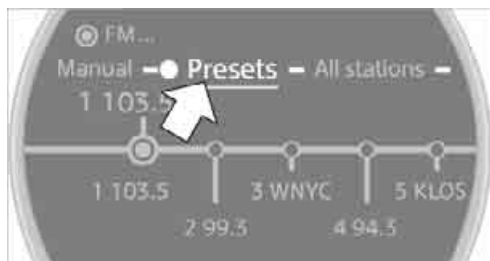 FM...
Manual Presets All stations
1 103.5
1 103.5 3 WNYC 5 KLOS
2 99.3 4 94.3